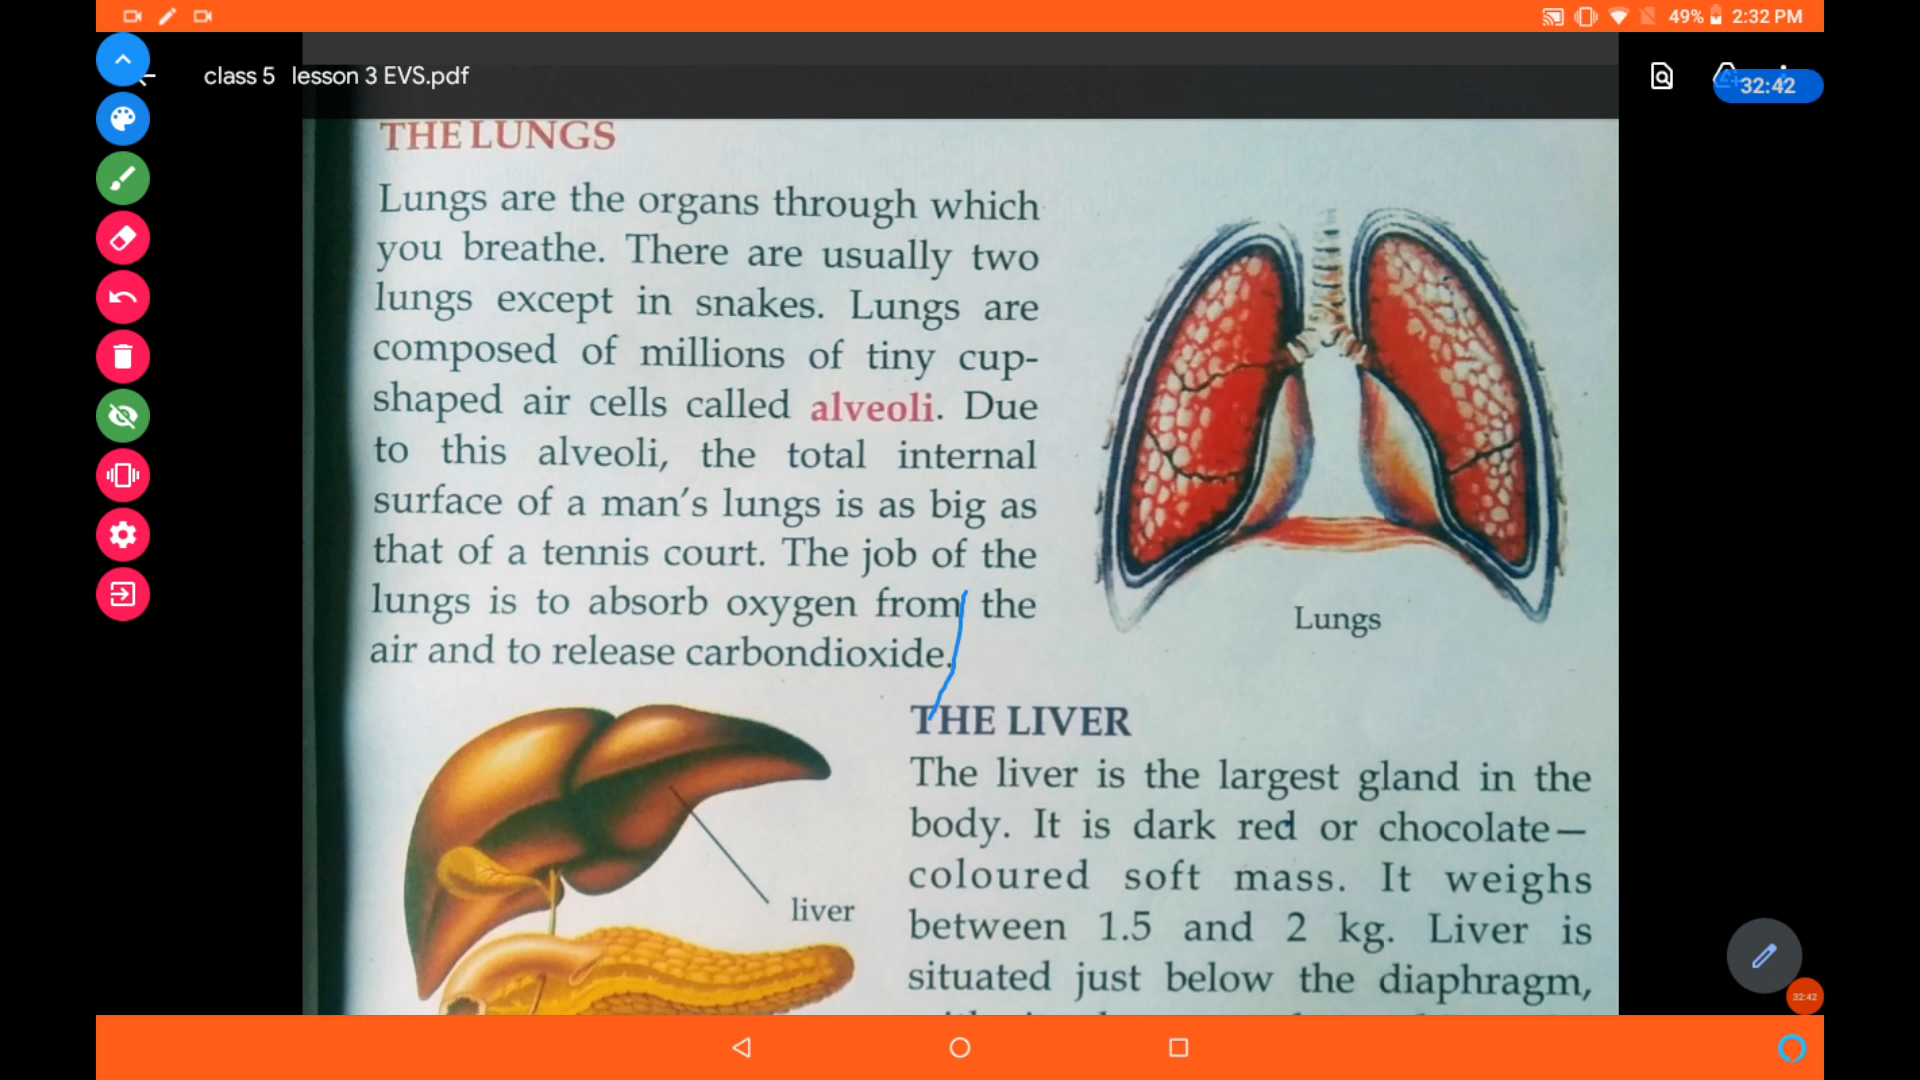 49% 2:32 PM
class 5 lesson 3 EVS.pdf
32:42
THE LUNGS
Lungs are the organs through which
you breathe. There are usually two
lungs except in snakes. Lungs are
composed of millions of tiny cup-
shaped air cells called alveoli. Due
to this alveoli, the total internal
surface of a man's lungs is as big as
that of a tennis court. The job of the
lungs is to absorb oxygen from the
air and to release carbondioxide.
Lungs
THE LIVER
The liver is the largest gland in the
body. It is dark red or chocolate—
coloured soft mass. It weighs
between 1.5 and 2 kg. Liver is
situated just below the diaphragm,
liver
32:42